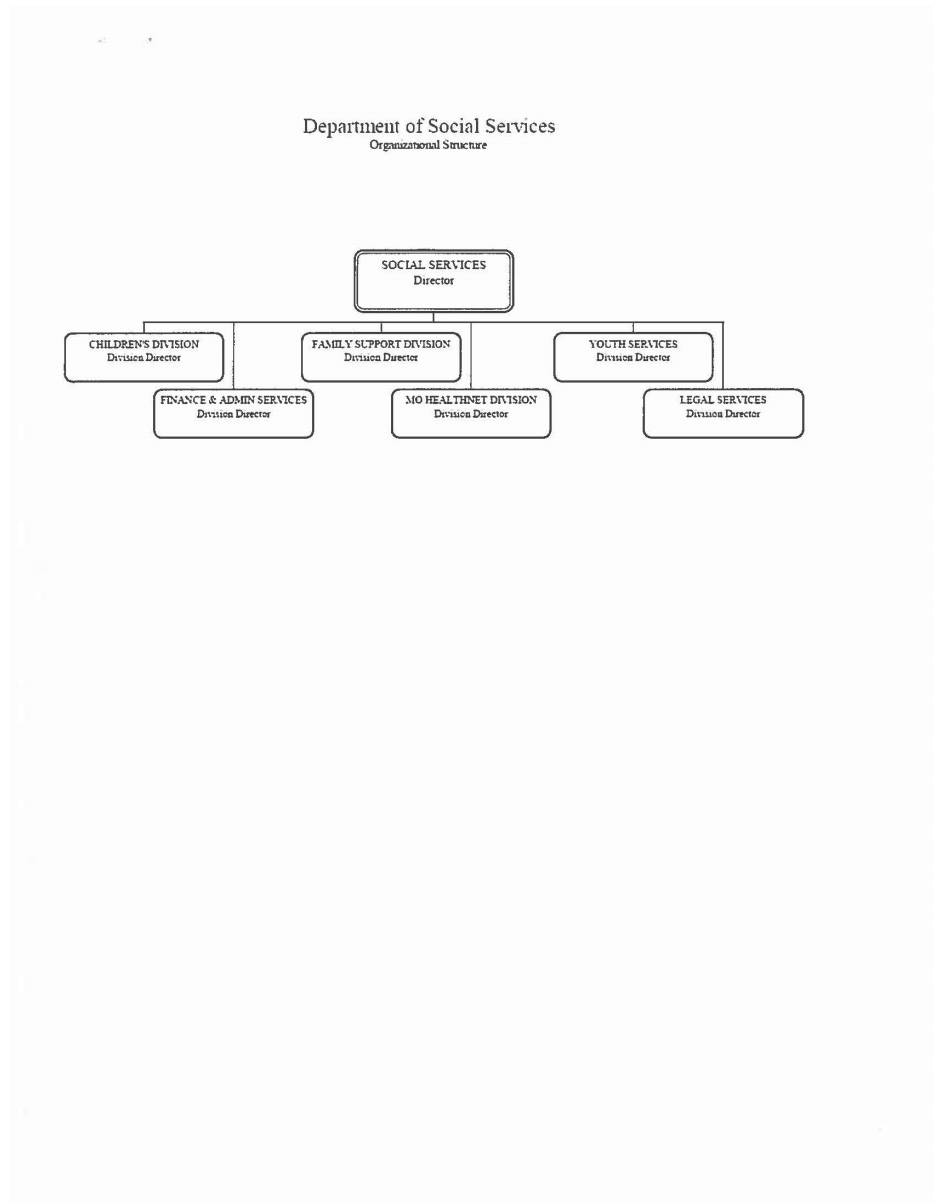 Department of Social Services
Organizational Structure
SOCIAL SERVICES
Director
CHILDREN'S DIVISION
Division Director
FAMILY SUPPORT DIVISION
Division Director
YOUTH SERVICES
Division Director
FINANCE & ADMIN SERVICES
Division Director
MO HEALTHNET DIVISION
Division Director
LEGAL SERVICES
Division Director